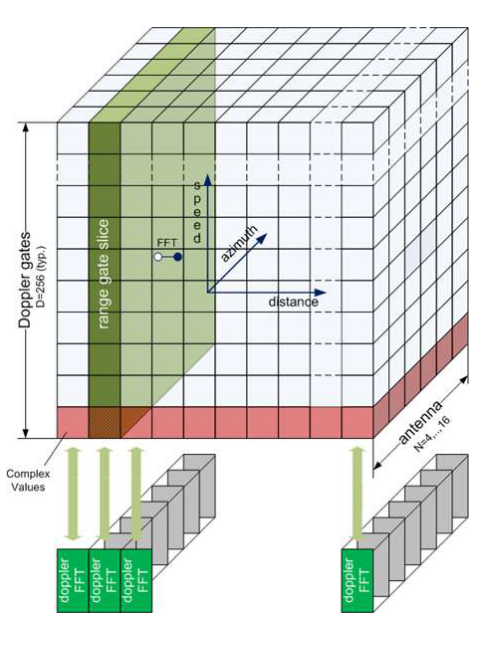 Doppler gates
D=256 (typ.)
range gate slice
FFT
speed
azimuth
distance
antenna
N=4,..,16
Complex
Values
doppler
FFT
doppler
FFT
doppler
FFT
doppler
FFT